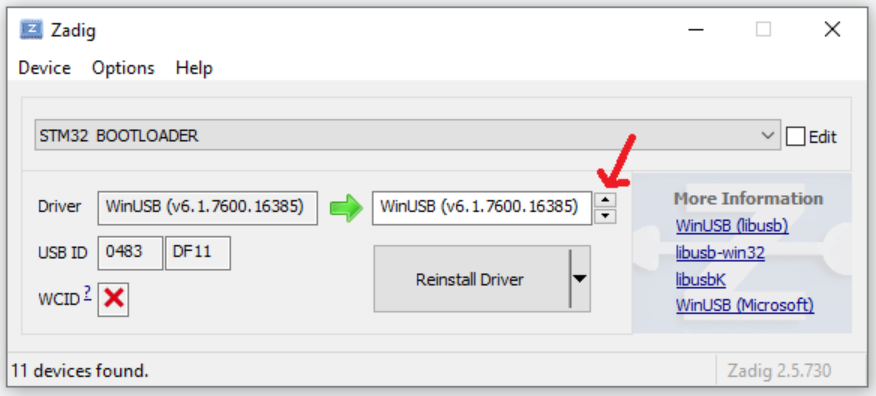 Zadig
Device Options Help
STM32 BOOTLOADER
Edit
Driver WinUSB (v6.1.7600.16385) WinUSB (v6.1.7600.16385)
USB ID 0483 DF11
WCID ?
Reinstall Driver
More Information
WinUSB (libusb)
libusb-win32
libusbK
WinUSB (Microsoft)
11 devices found.
Zadig 2.5.730